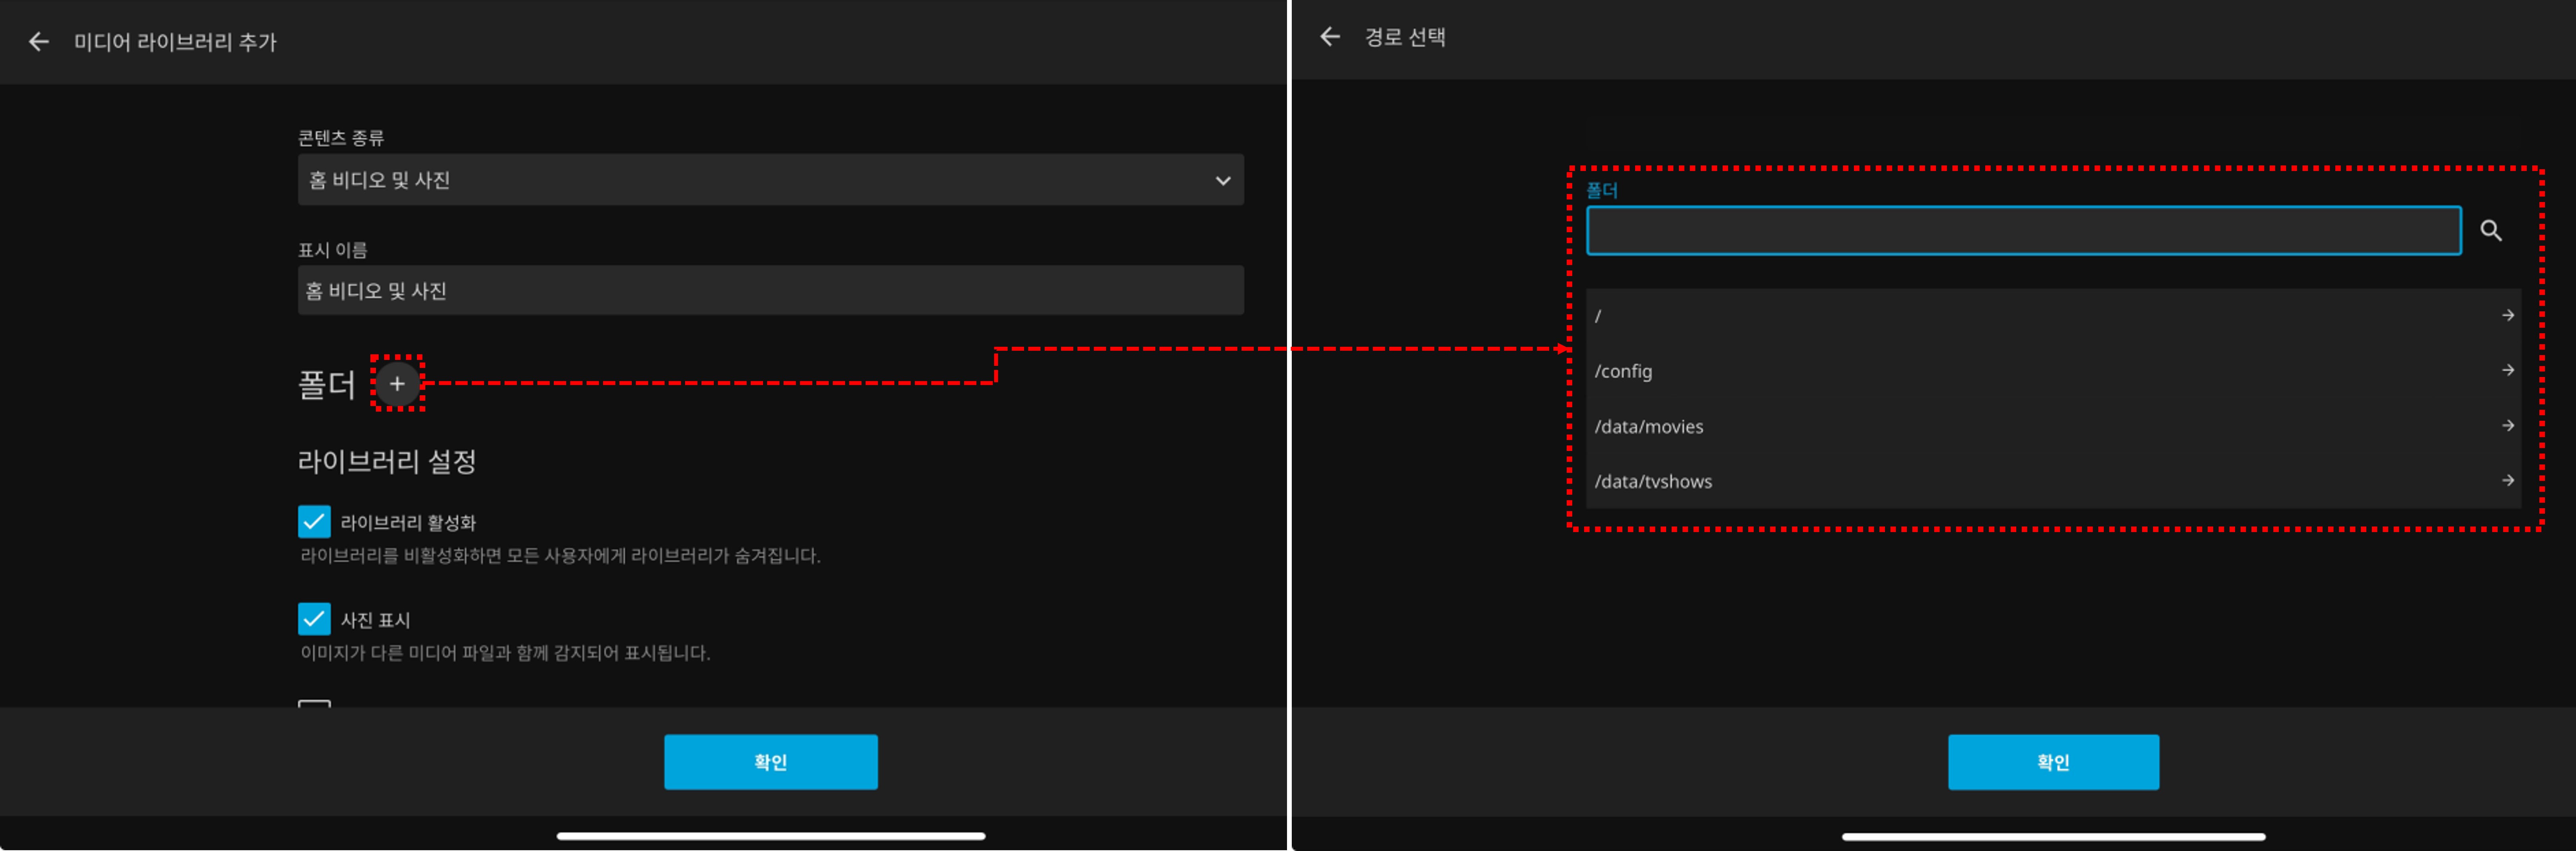 미디어 라이브러리 추가
콘텐츠 종류
홈 비디오 및 사진
표시 이름
홈 비디오 및 사진
폴더
라이브러리 설정
라이브러리 활성화
라이브러리를 비활성화하면 모든 사용자에게 라이브러리가 숨겨집니다.
사진 표시
이미지가 다른 미디어 파일과 함께 감지되어 표시됩니다.
확인
경로 선택
폴더
/
/config
/data/movies
/data/tvshows
확인